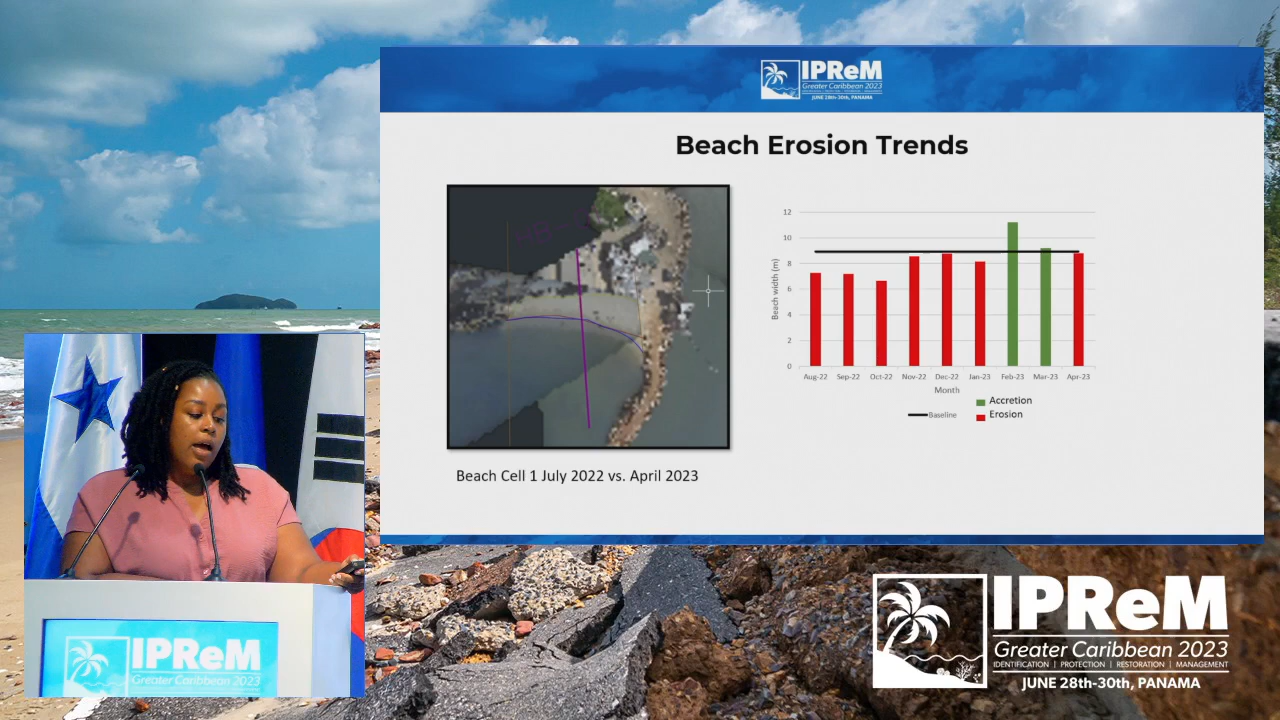 IPReM
Greater Caribbean 2023
JUNE 28th-30th, PANAMA
Beach Erosion Trends
12
10
8
6
4
2
0
Beach width (m)
Aug-22 Sep-22 Oct-22 Nov-22 Dec-22 Jan-23 Feb-23 Mar-23 Apr-23
Month
Baseline
Accretion
Erosion
Beach Cell 1 July 2022 vs. April 2023
IPReM
Greater Caribbean 2023
IPReM
Greater Caribbean 2023
IDENTIFICATION | PROTECTION | RESTORATION | MANAGEMENT
JUNE 28th-30th, PANAMA